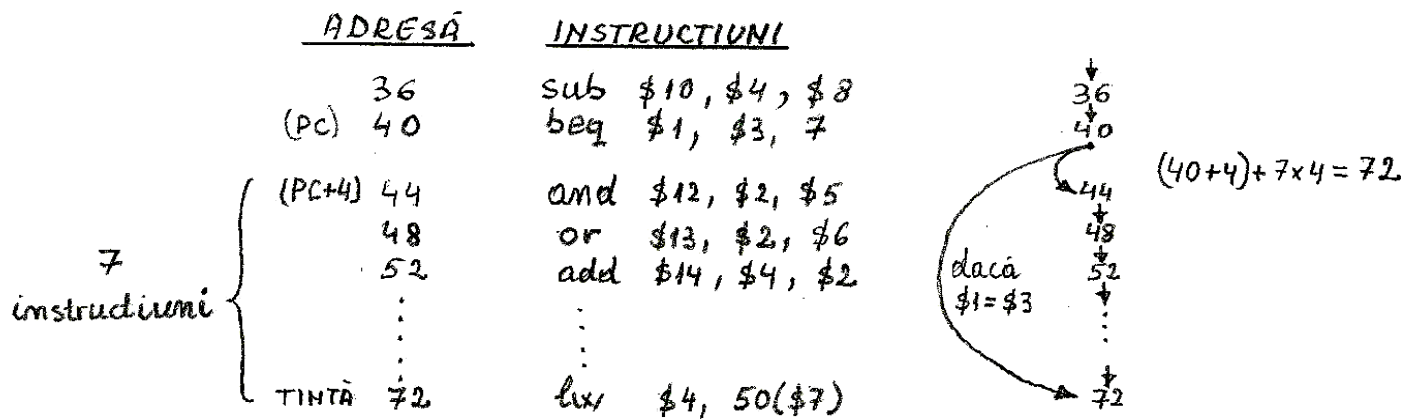 ADRESĂ INSTRUCTIUNI
36 sub $10, $4, $8 36
(PC) 40 beq $1, $3, 7 40
(PC+4) 44 and $12, $2, $5 44 (40+4)+7×4=72
48 or $13, $2, $6 48
7
52 add $14, $4, $2 dacă 52
instructiuni
$1=$3
TINTĂ 72 lw $4, 50($7) 72